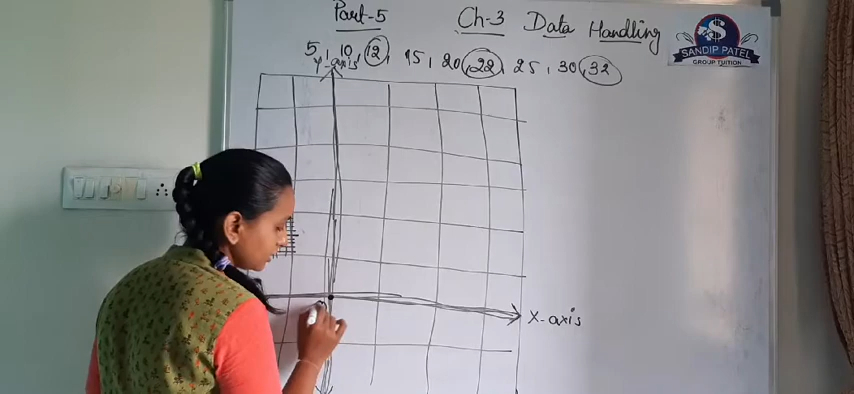 Part-5
Ch-3 Data Handling
5, 10, 12, 15, 20, 22, 25, 30, 32
Y-axis
X-axis
$
SANDIP PATEL
GROUP TUITION